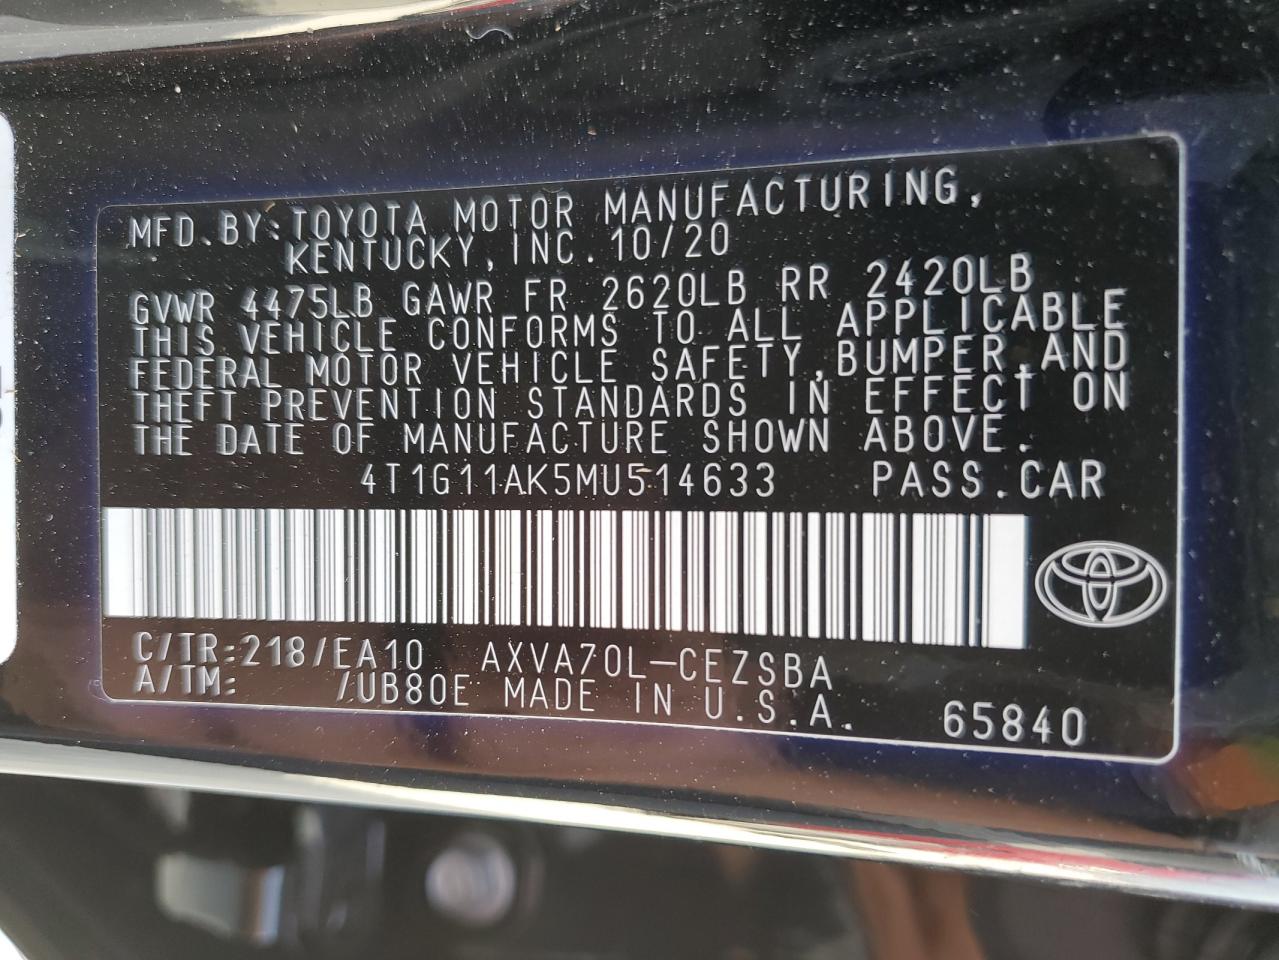 MFD.BY:TOYOTA MOTOR MANUFACTURING,
KENTUCKY,INC.10/20
GVWR 4475LB GAWR FR 2620LB RR 2420LB
THIS VEHICLE CONFORMS TO ALL APPLICABLE
FEDERAL MOTOR VEHICLE SAFETY,BUMPER,AND
THEFT PREVENTION STANDARDS IN EFFECT ON
THE DATE OF MANUFACTURE SHOWN ABOVE.
4T1G11AK5MU514633 PASS.CAR
C/TR:218/EA10 AXVA70L-CEZSBA
A/TM: /UB80E MADE IN U.S.A. 65840